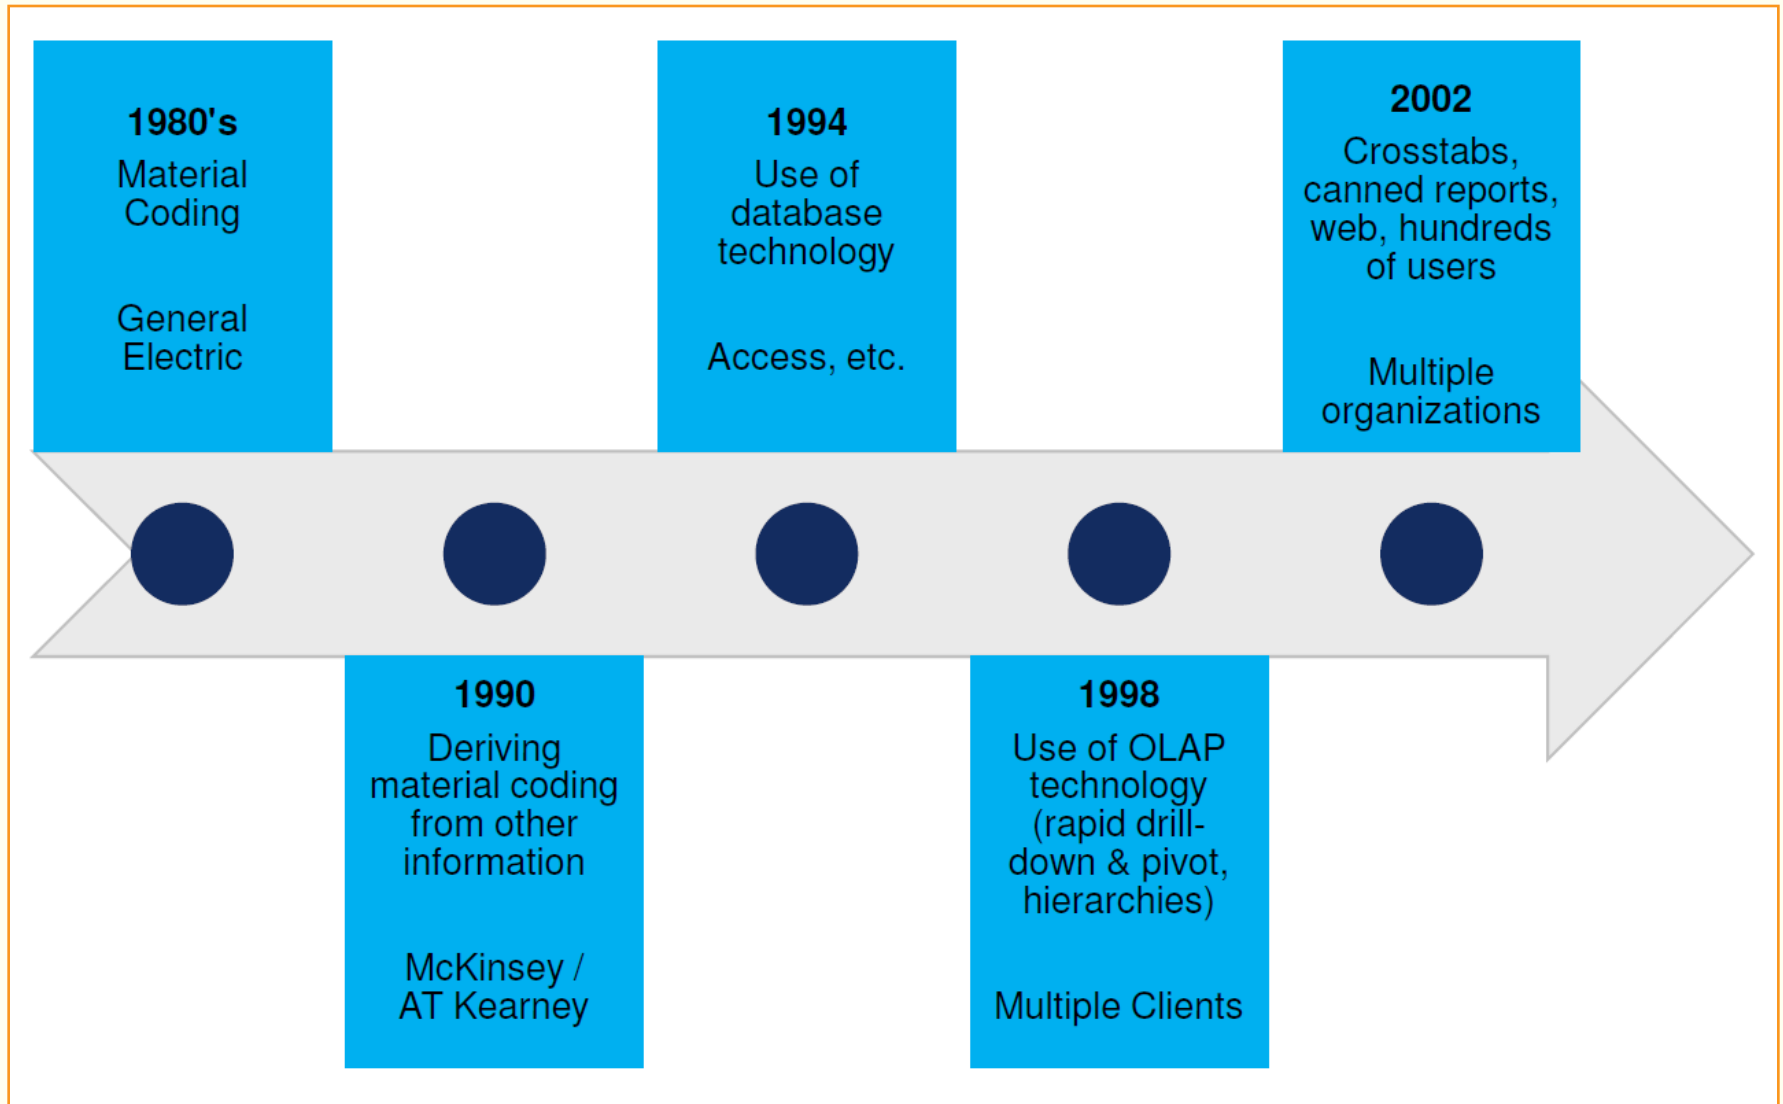 1980's
Material
Coding
General
Electric
1990
Deriving
material coding
from other
information
McKinsey /
AT Kearney
1994
Use of
database
technology
Access, etc.
1998
Use of OLAP
technology
(rapid drill-
down & pivot,
hierarchies)
Multiple Clients
2002
Crosstabs,
canned reports,
web, hundreds
of users
Multiple
organizations